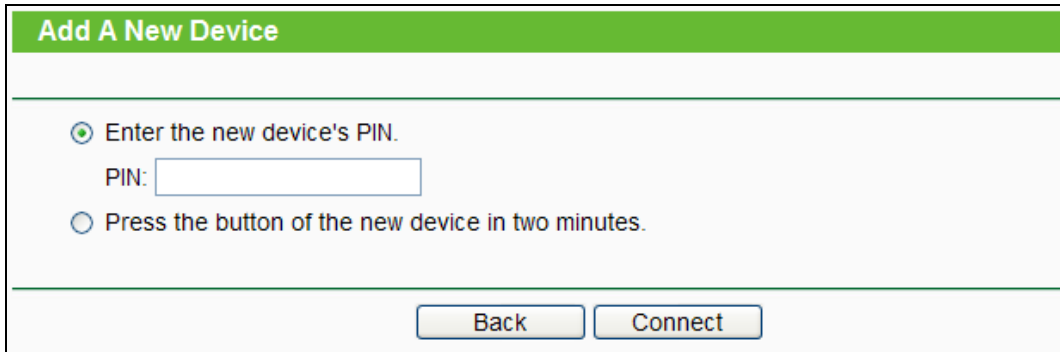 Add A New Device
Enter the new device's PIN.
PIN:
Press the button of the new device in two minutes.
Back Connect